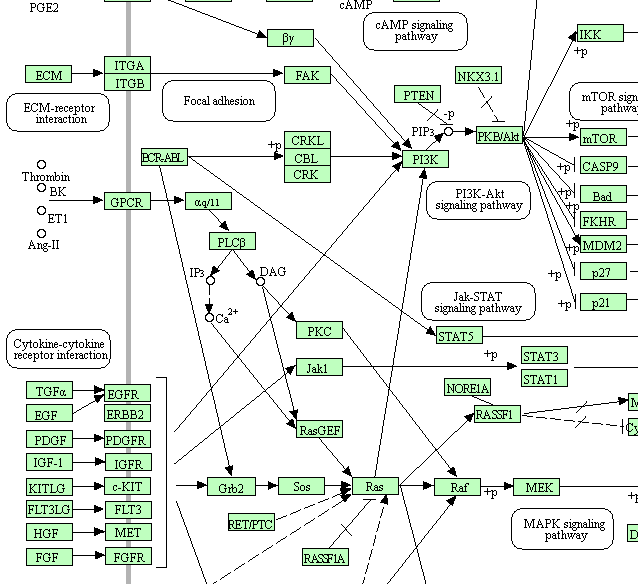 PGE2
cAMP
βγ
cAMP signaling
pathway
IKK
+p
ECM
ITGA
ITGB
FAK
NKX3.1
PTEN
ECM-receptor
interaction
Focal adhesion
-p
PIP3
PKB/Akt
+p
mTOR
+p
CRKL
CBL
CRK
BCR-ABL
PI3K
+p
CASP9
Thrombin
BK
ET1
Ang-II
GPCR
αq/11
PI3K-Akt
signaling pathway
+p
Bad
+p
FKHR
+p
MDM2
PLCβ
IP3
DAG
Ca2+
+p
p27
+p
p21
Jak-STAT
signaling pathway
PKC
STAT5
Cytokine-cytokine
receptor interaction
Jak1
+p
STAT3
STAT1
TGFα
EGFR
EGF
ERBB2
NORE1A
RASSF1
PDGF
PDGFR
RasGEF
IGF-1
IGFR
KITLG
c-KIT
Grb2
Sos
Ras
Raf
+p
MEK
+p
FLT3LG
FLT3
RET/PTC
HGF
MET
MAPK signaling
pathway
FGF
FGFR
RASSF1A